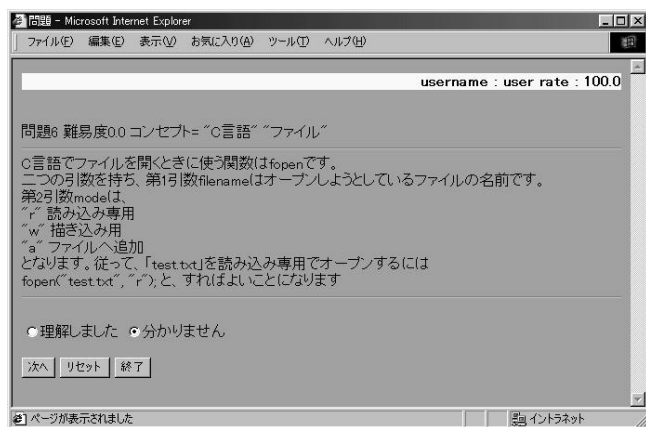 問題 - Microsoft Internet Explorer
ファイル(F) 編集(E) 表示(V) お気に入り(A) ツール(T) ヘルプ(H)
username : user rate : 100.0
問題6 難易度0.0 コンセプト= "C言語" "ファイル"
C言語でファイルを開くときに使う関数はfopenです。
二つの引数を持ち、第1引数filenameはオープンしようとしているファイルの名前です。
第2引数modeは、
"r" 読み込み専用
"w" 描き込み用
"a" ファイルへ追加
となります。従って、「test.txt」を読み込み専用でオープンするには
fopen("test.txt", "r"); と、すればよいことになります
理解しました 分かりません
次へ リセット 終了
ページが表示されました イントラネット